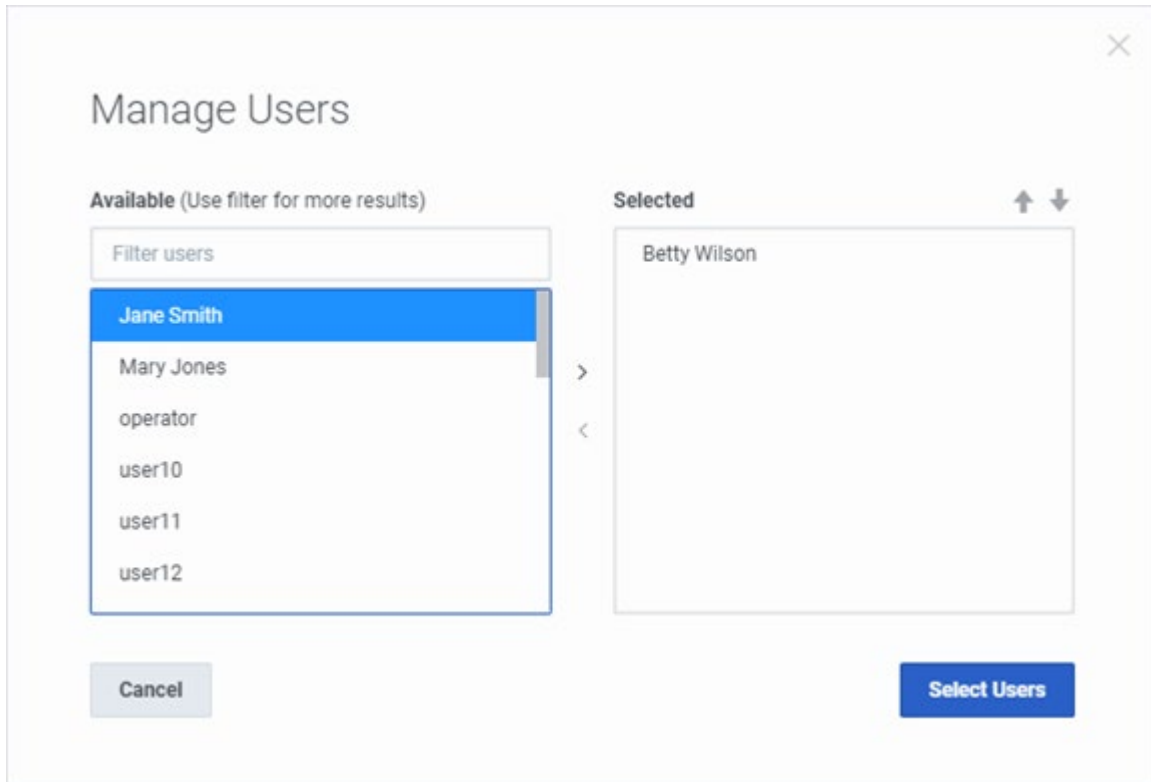 Manage Users
Available (Use filter for more results)
Filter users
Jane Smith
Mary Jones
operator
user10
user11
user12
Selected
Betty Wilson
Cancel
Select Users